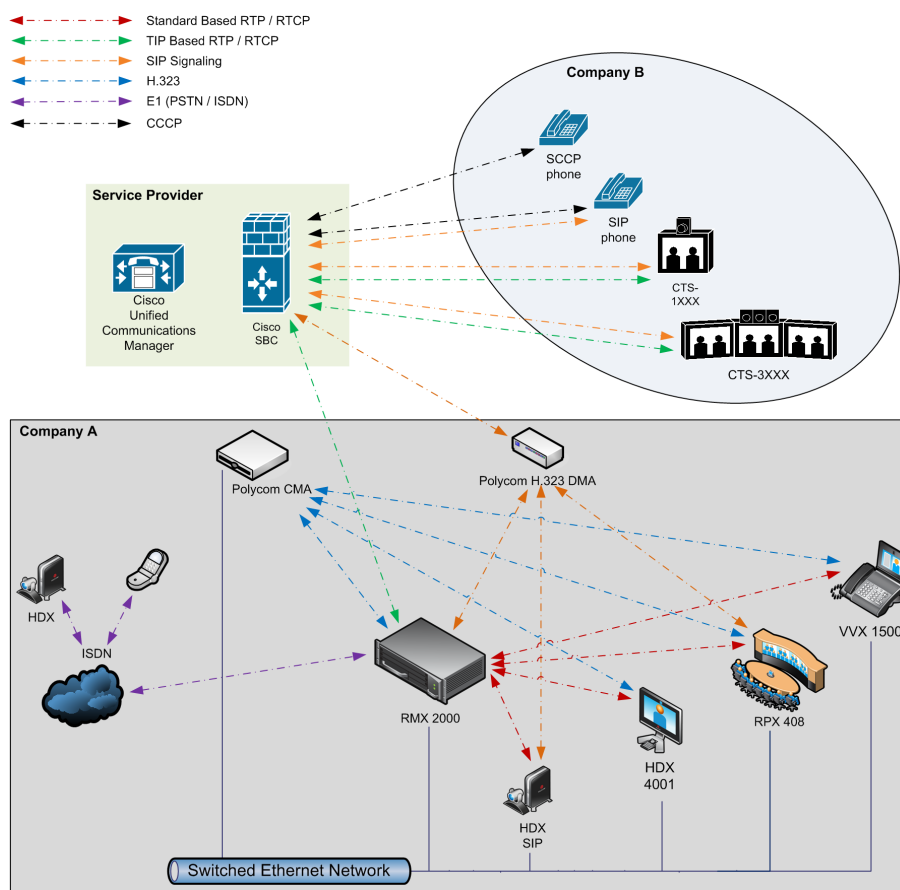 Standard Based RTP / RTCP
TIP Based RTP / RTCP
SIP Signaling
H.323
E1 (PSTN / ISDN)
CCCP
Company B
SCCP
phone
SIP
phone
CTS-
1XXX
CTS-3XXX
Service Provider
Cisco
Unified
Communications
Manager
Cisco
SBC
Company A
Polycom CMA
Polycom H.323 DMA
HDX
ISDN
VVX 1500
RMX 2000
RPX 408
HDX
4001
HDX
SIP
Switched Ethernet Network